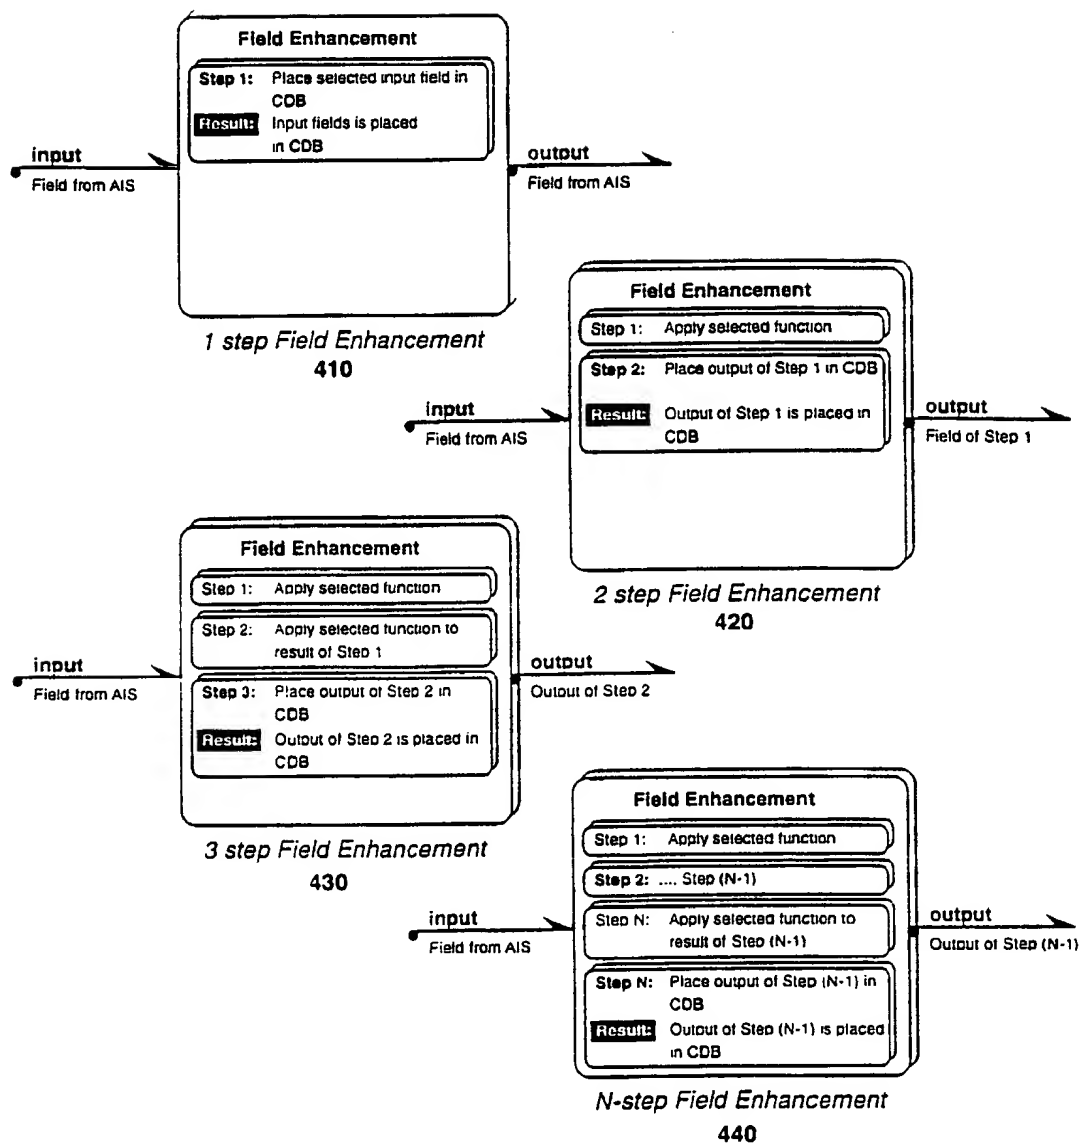 Field Enhancement
Step 1: Place selected input field in
CDB
Result: Input fields is placed
in CDB
input
Field from AIS
output
Field from AIS
1 step Field Enhancement
410
Field Enhancement
Step 1: Apply selected function
Step 2: Place output of Step 1 in CDB
Result: Output of Step 1 is placed in
CDB
input
Field from AIS
output
Field of Step 1
2 step Field Enhancement
420
Field Enhancement
Step 1: Apply selected function
Step 2: Apply selected function to
result of Step 1
Step 3: Place output of Step 2 in
CDB
Result: Output of Step 2 is placed in
CDB
input
Field from AIS
output
Output of Step 2
3 step Field Enhancement
430
Field Enhancement
Step 1: Apply selected function
Step 2: .... Step (N-1)
Step N: Apply selected function to
result of Step (N-1)
Step N: Place output of Step (N-1) in
CDB
Result: Output of Step (N-1) is placed
in CDB
input
Field from AIS
output
Output of Step (N-1)
N-step Field Enhancement
440